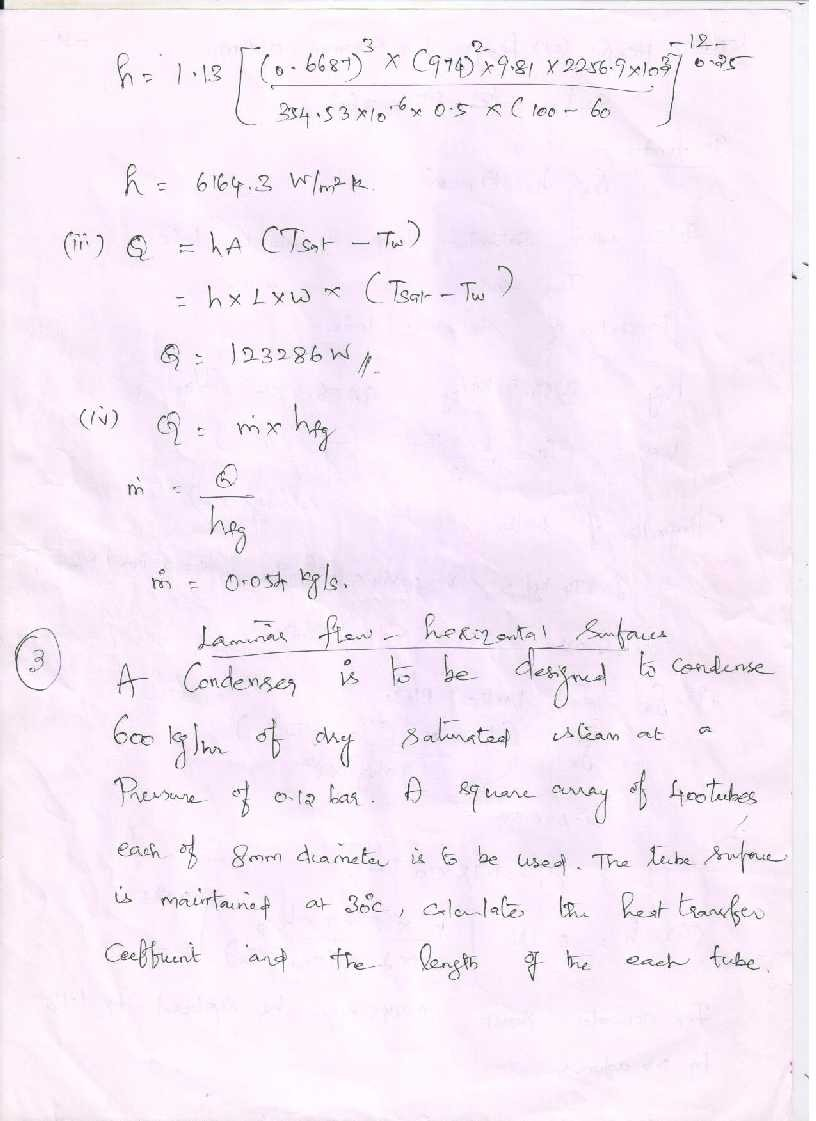 -12-
h = 1.13 [ (0.6687)³ × (974)² × 9.81 × 2256.9 × 10³ / 354.53 × 10⁻⁶ × 0.5 × (100 - 60 ]^0.25
h = 6164.3 W/m²k.
(iii) Q = hA (Tsat - Tw)
= h × L × W × (Tsat - Tw)
Q = 123286 W //.
(iv) Q = ṁ × hfg
ṁ = Q / hfg
ṁ = 0.054 kg/s.
Laminar flow - horizontal surfaces
(3) A Condenser is to be designed to condense
600 kg/hr of dry saturated steam at a
Pressure of 0.12 bar. A square array of 400 tubes
each of 8mm diameter is to be used. The tube surface
is maintained at 30°c, calculate the heat transfer
Coefficient and the length of the each tube.